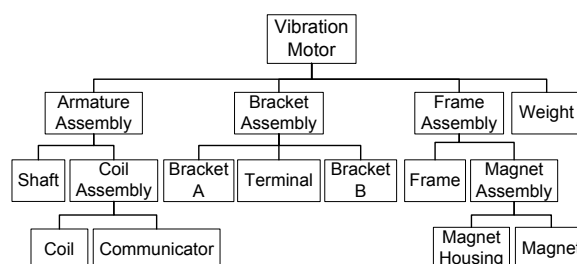 Vibration
Motor
Armature
Assembly
Bracket
Assembly
Frame
Assembly
Weight
Shaft
Coil
Assembly
Bracket
A
Terminal
Bracket
B
Frame
Magnet
Assembly
Coil
Communicator
Magnet
Housing
Magnet